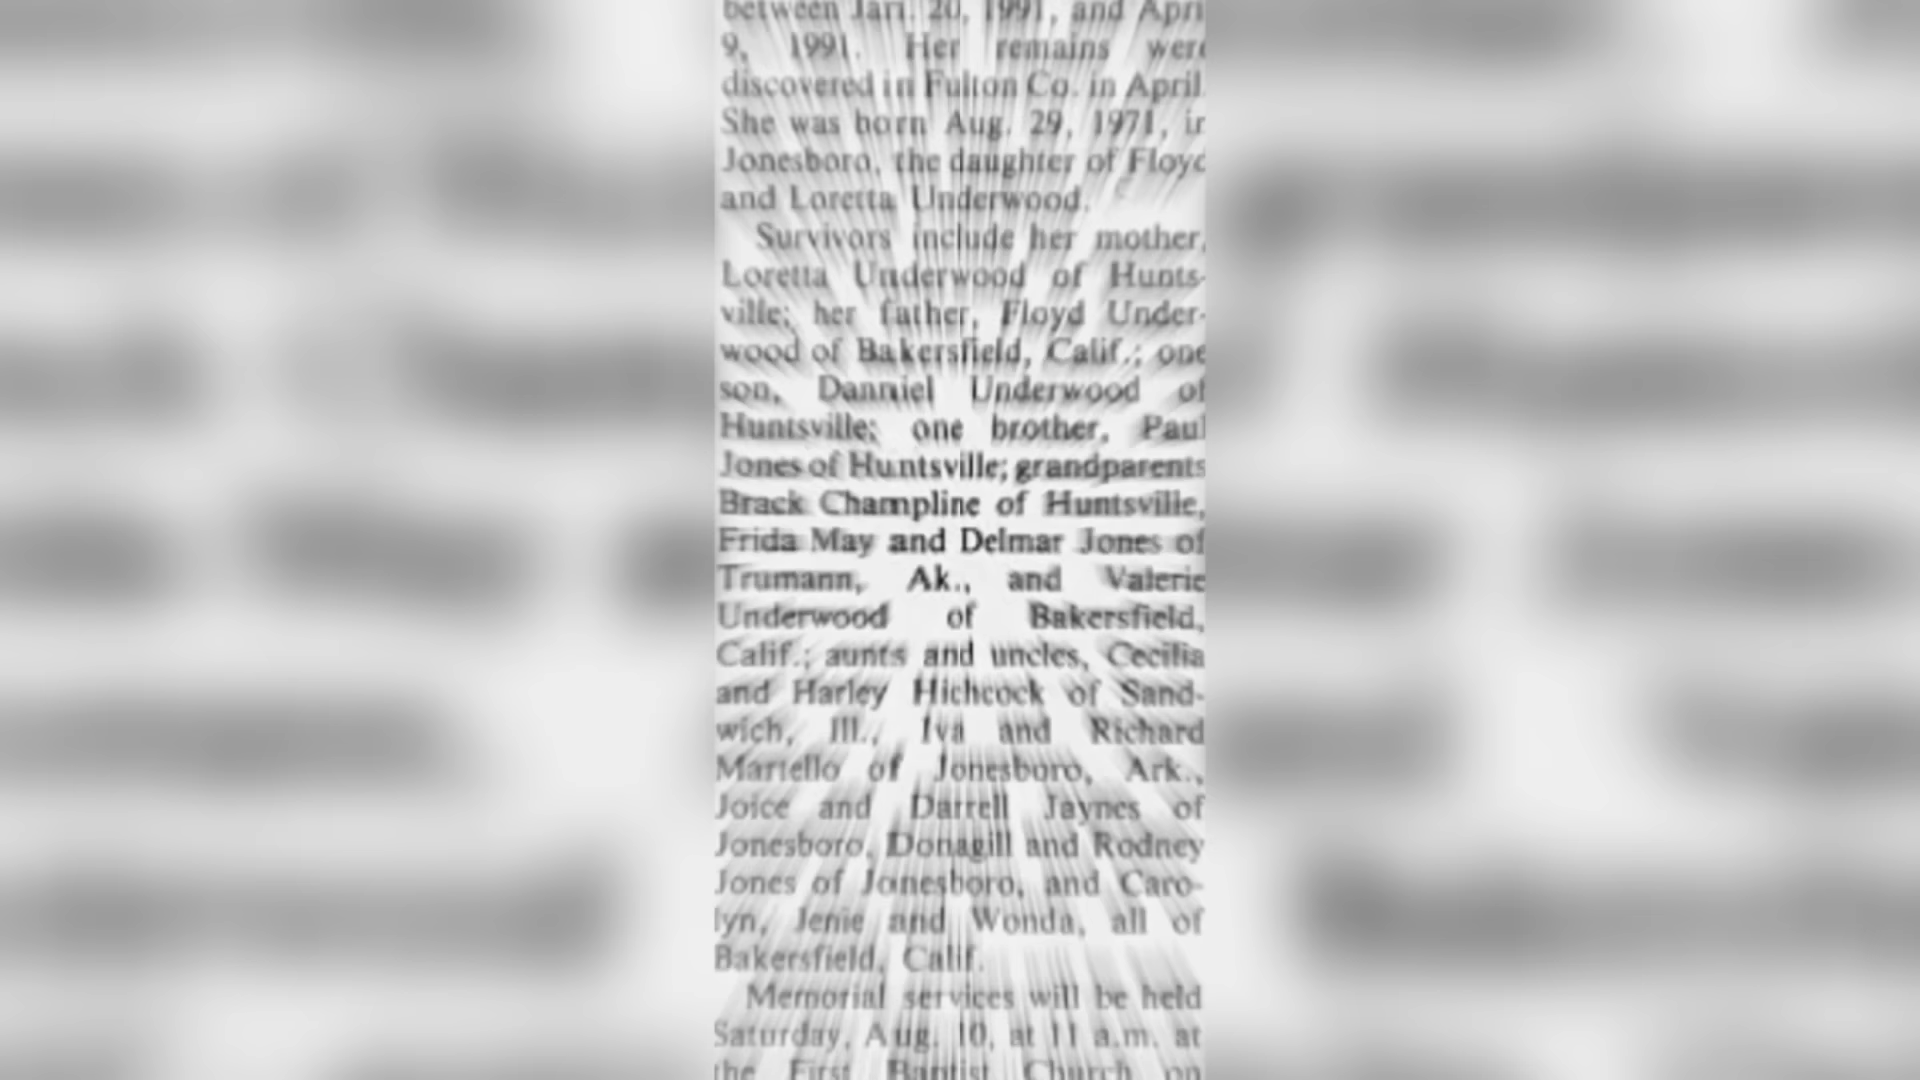 between Jan. 20, 1991, and Apri
9, 1991. Her remains were
discovered in Fulton Co. in April.
She was born Aug. 29, 1971, in
Jonesboro, the daughter of Floyd
and Loretta Underwood.
Survivors include her mother,
Loretta Underwood of Hunts-
ville; her father, Floyd Under-
wood of Bakersfield, Calif.; one
son, Danniel Underwood of
Huntsville; one brother, Paul
Jones of Huntsville; grandparents
Brack Champline of Huntsville,
Frida May and Delmar Jones of
Trumann, Ak., and Valerie
Underwood of Bakersfield,
Calif.; aunts and uncles, Cecilia
and Harley Hichcock of Sand-
wich, Ill., Iva and Richard
Martello of Jonesboro, Ark.,
Joice and Darrell Jaynes of
Jonesboro, Donagill and Rodney
Jones of Jonesboro, and Caro-
lyn, Jenie and Wonda, all of
Bakersfield, Calif.
Memorial services will be held
Saturday, Aug. 10, at 11 a.m. at
the First Baptist Church on